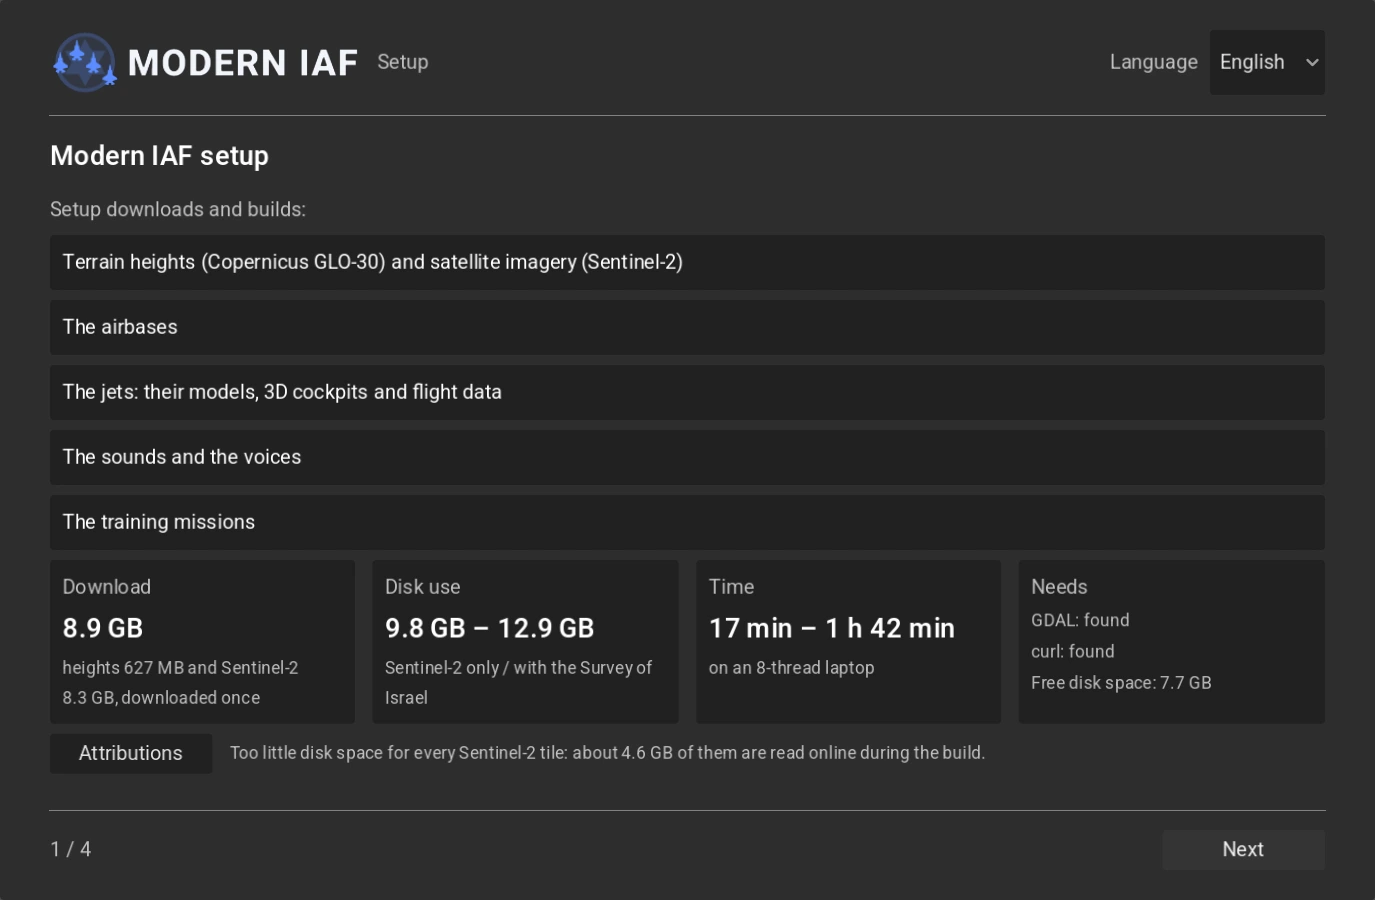 MODERN IAF
Setup
Language
English
Modern IAF setup
Setup downloads and builds:
Terrain heights (Copernicus GLO-30) and satellite imagery (Sentinel-2)
The airbases
The jets: their models, 3D cockpits and flight data
The sounds and the voices
The training missions
Download
8.9 GB
heights 627 MB and Sentinel-2
8.3 GB, downloaded once
Disk use
9.8 GB – 12.9 GB
Sentinel-2 only / with the Survey of
Israel
Time
17 min – 1 h 42 min
on an 8-thread laptop
Needs
GDAL: found
curl: found
Free disk space: 7.7 GB
Attributions
Too little disk space for every Sentinel-2 tile: about 4.6 GB of them are read online during the build.
1 / 4
Next